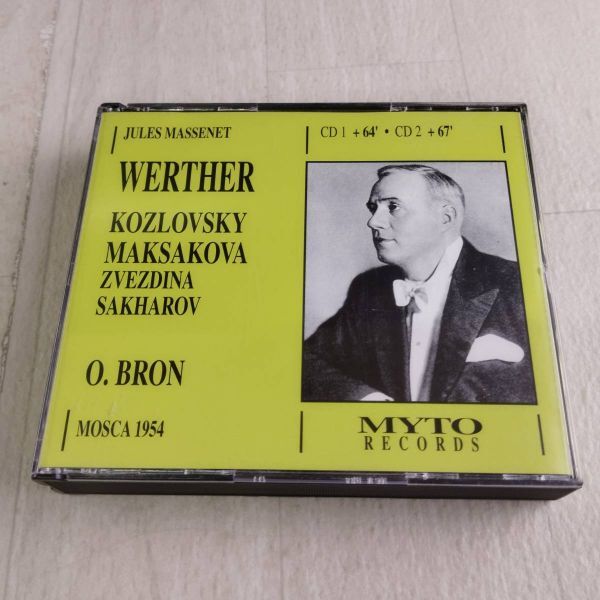 JULES MASSENET
CD 1 + 64' • CD 2 + 67'
WERTHER
KOZLOVSKY
MAKSAKOVA
ZVEZDINA
SAKHAROV
O. BRON
MOSCA 1954
MYTO
RECORDS